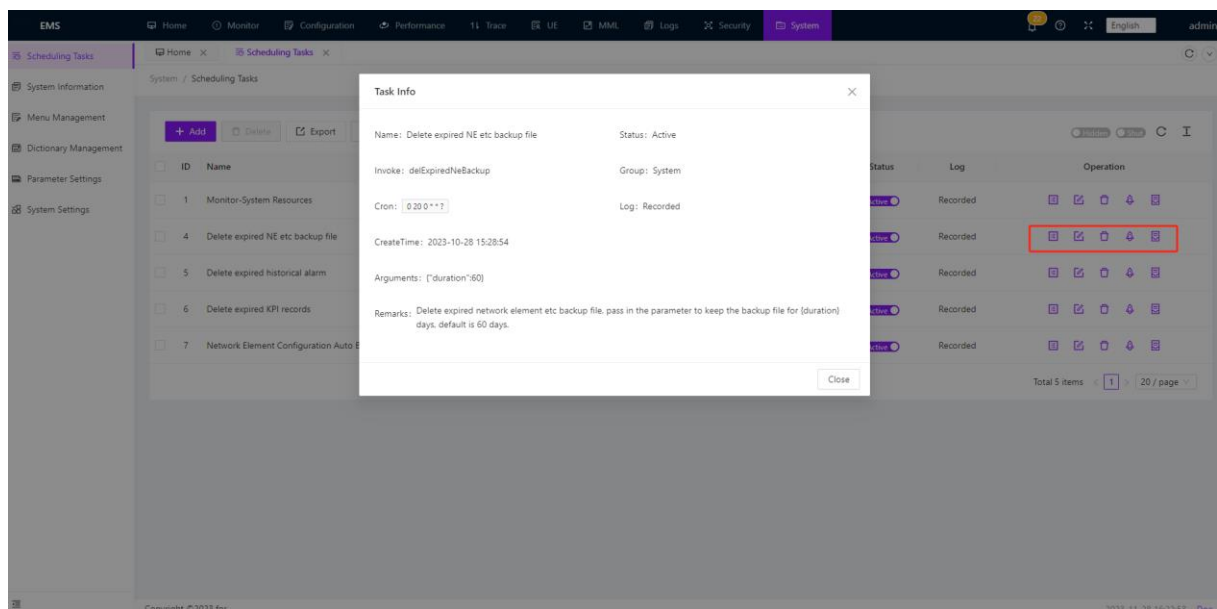 EMS
Home Monitor Configuration Performance Trace UE MML Logs Security System 22 English admin
Scheduling Tasks
Home Scheduling Tasks
System / Scheduling Tasks
System Information
Menu Management
Dictionary Management
Parameter Settings
System Settings
+ Add Delete Export Hidden
ID Name Status Log Operation
1 Monitor-System Resources Recorded
4 Delete expired NE etc backup file Recorded
5 Delete expired historical alarm Recorded
6 Delete expired KPI records Recorded
7 Network Element Configuration Auto Recorded
Total 5 items < 1 > 20 / page
Task Info
Name: Delete expired NE etc backup file Status: Active
Invoke: delExpiredNeBackup Group: System
Cron: 0 20 0 * * ? Log: Recorded
CreateTime: 2023-10-28 15:28:54
Arguments: {"duration":60}
Remarks: Delete expired network element etc backup file, pass in the parameter to keep the backup file for {duration}
days, default is 60 days.
Close